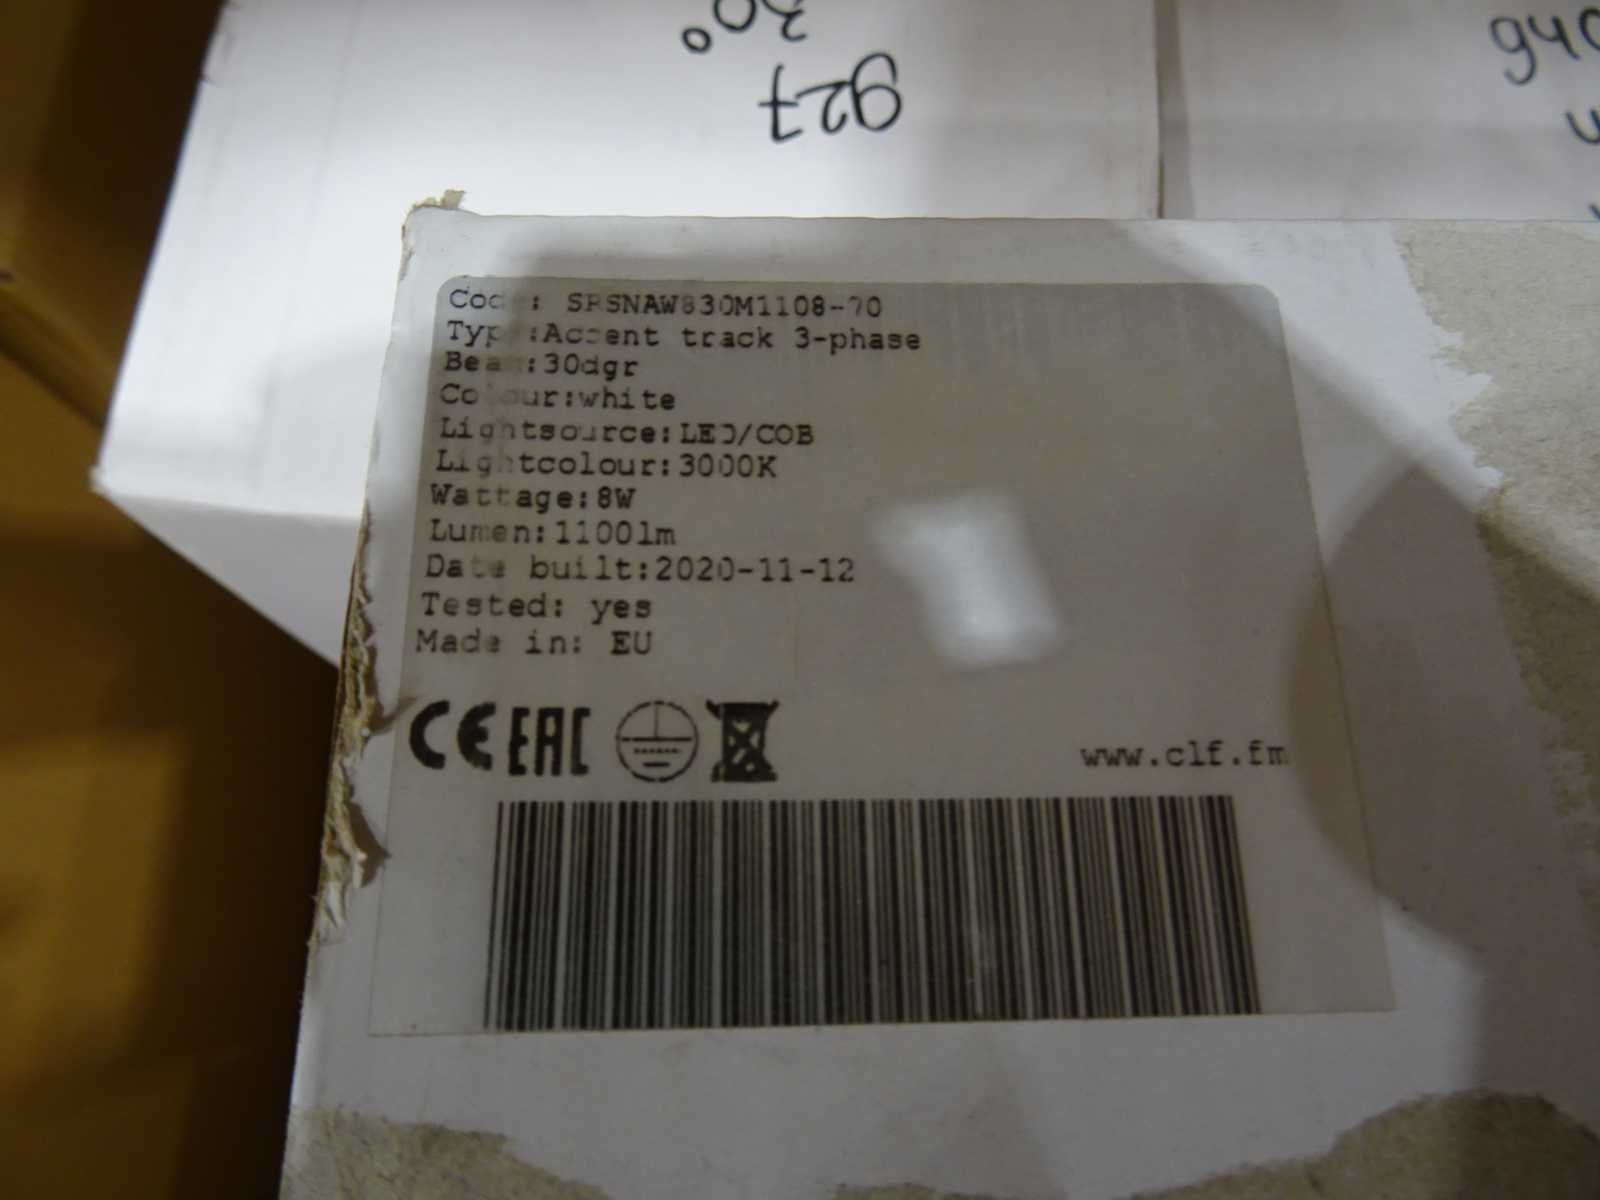 30°
927
940
Code: SRSNAW830M1108-70
Type:Accent track 3-phase
Beam:30dgr
Colour:white
Lightsource:LED/COB
Lightcolour:3000K
Wattage:8W
Lumen:1100lm
Date built:2020-11-12
Tested: yes
Made in: EU
CE EAC
www.clf.fm